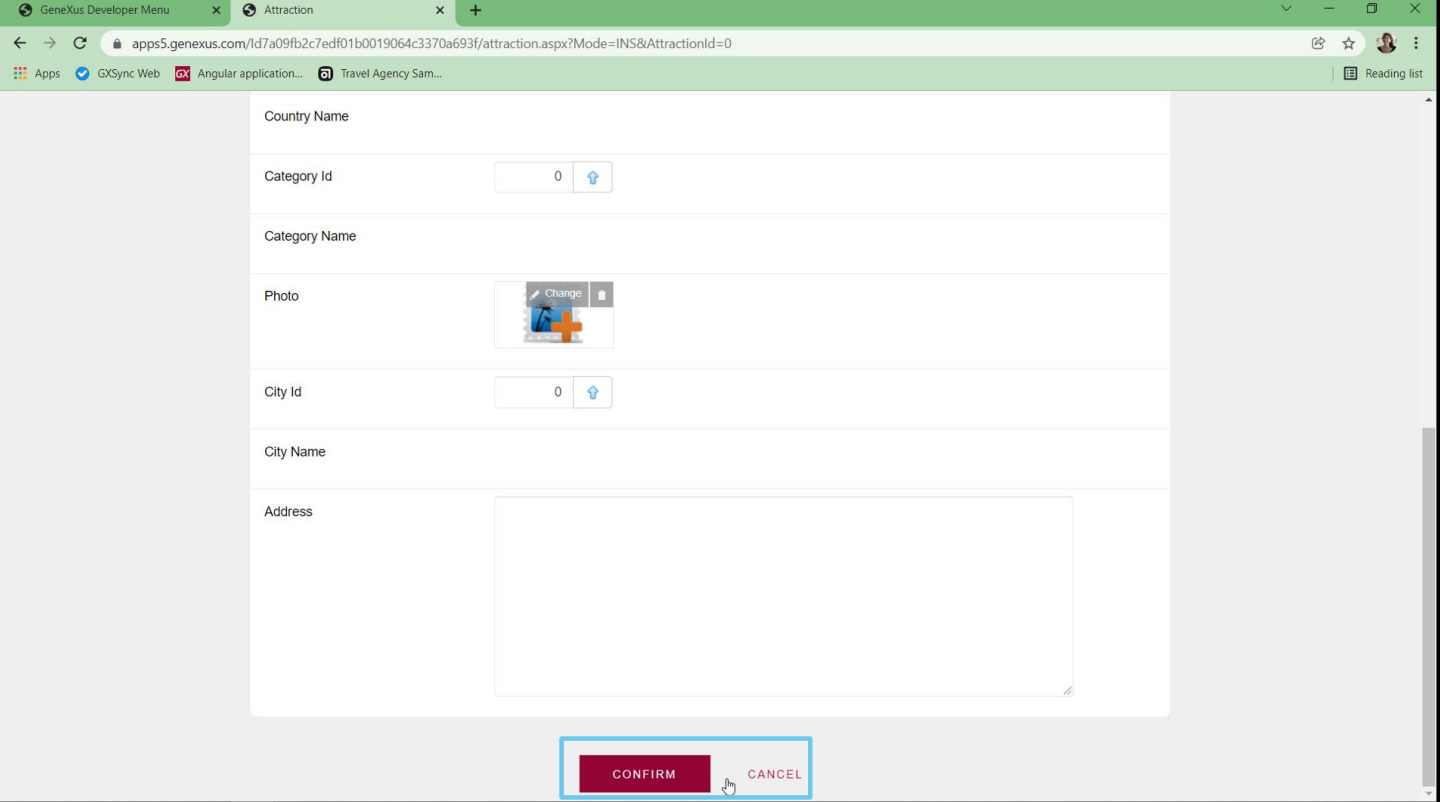 GeneXus Developer Menu
Attraction
apps5.genexus.com/Id7a09fb2c7edf01b0019064c3370a693f/attraction.aspx?Mode=INS&AttractionId=0
Apps
GXSync Web
GX
Angular application...
Travel Agency Sam...
Reading list
Country Name
Category Id
0
Category Name
Photo
Change
City Id
0
City Name
Address
CONFIRM
CANCEL